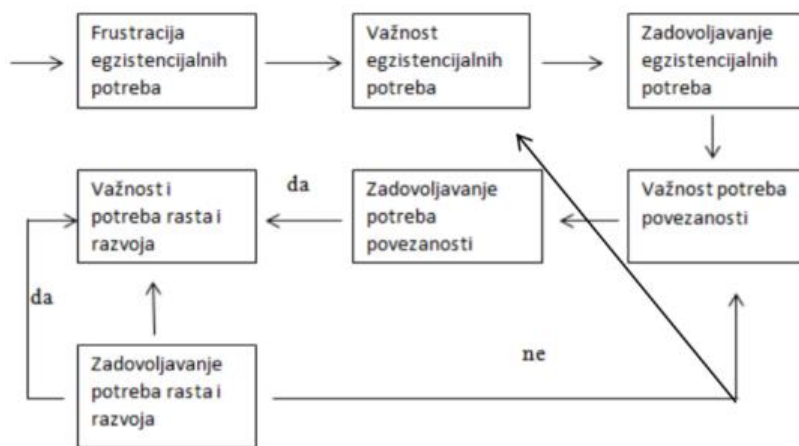 Frustracija
egzistencijalnih
potreba
Važnost
egzistencijalnih
potreba
Zadovoljavanje
egzistencijalnih
potreba
Važnost i
potreba rasta i
razvoja
da
Zadovoljavanje
potreba
povezanosti
Važnost potreba
povezanosti
da
ne
Zadovoljavanje
potreba rasta i
razvoja